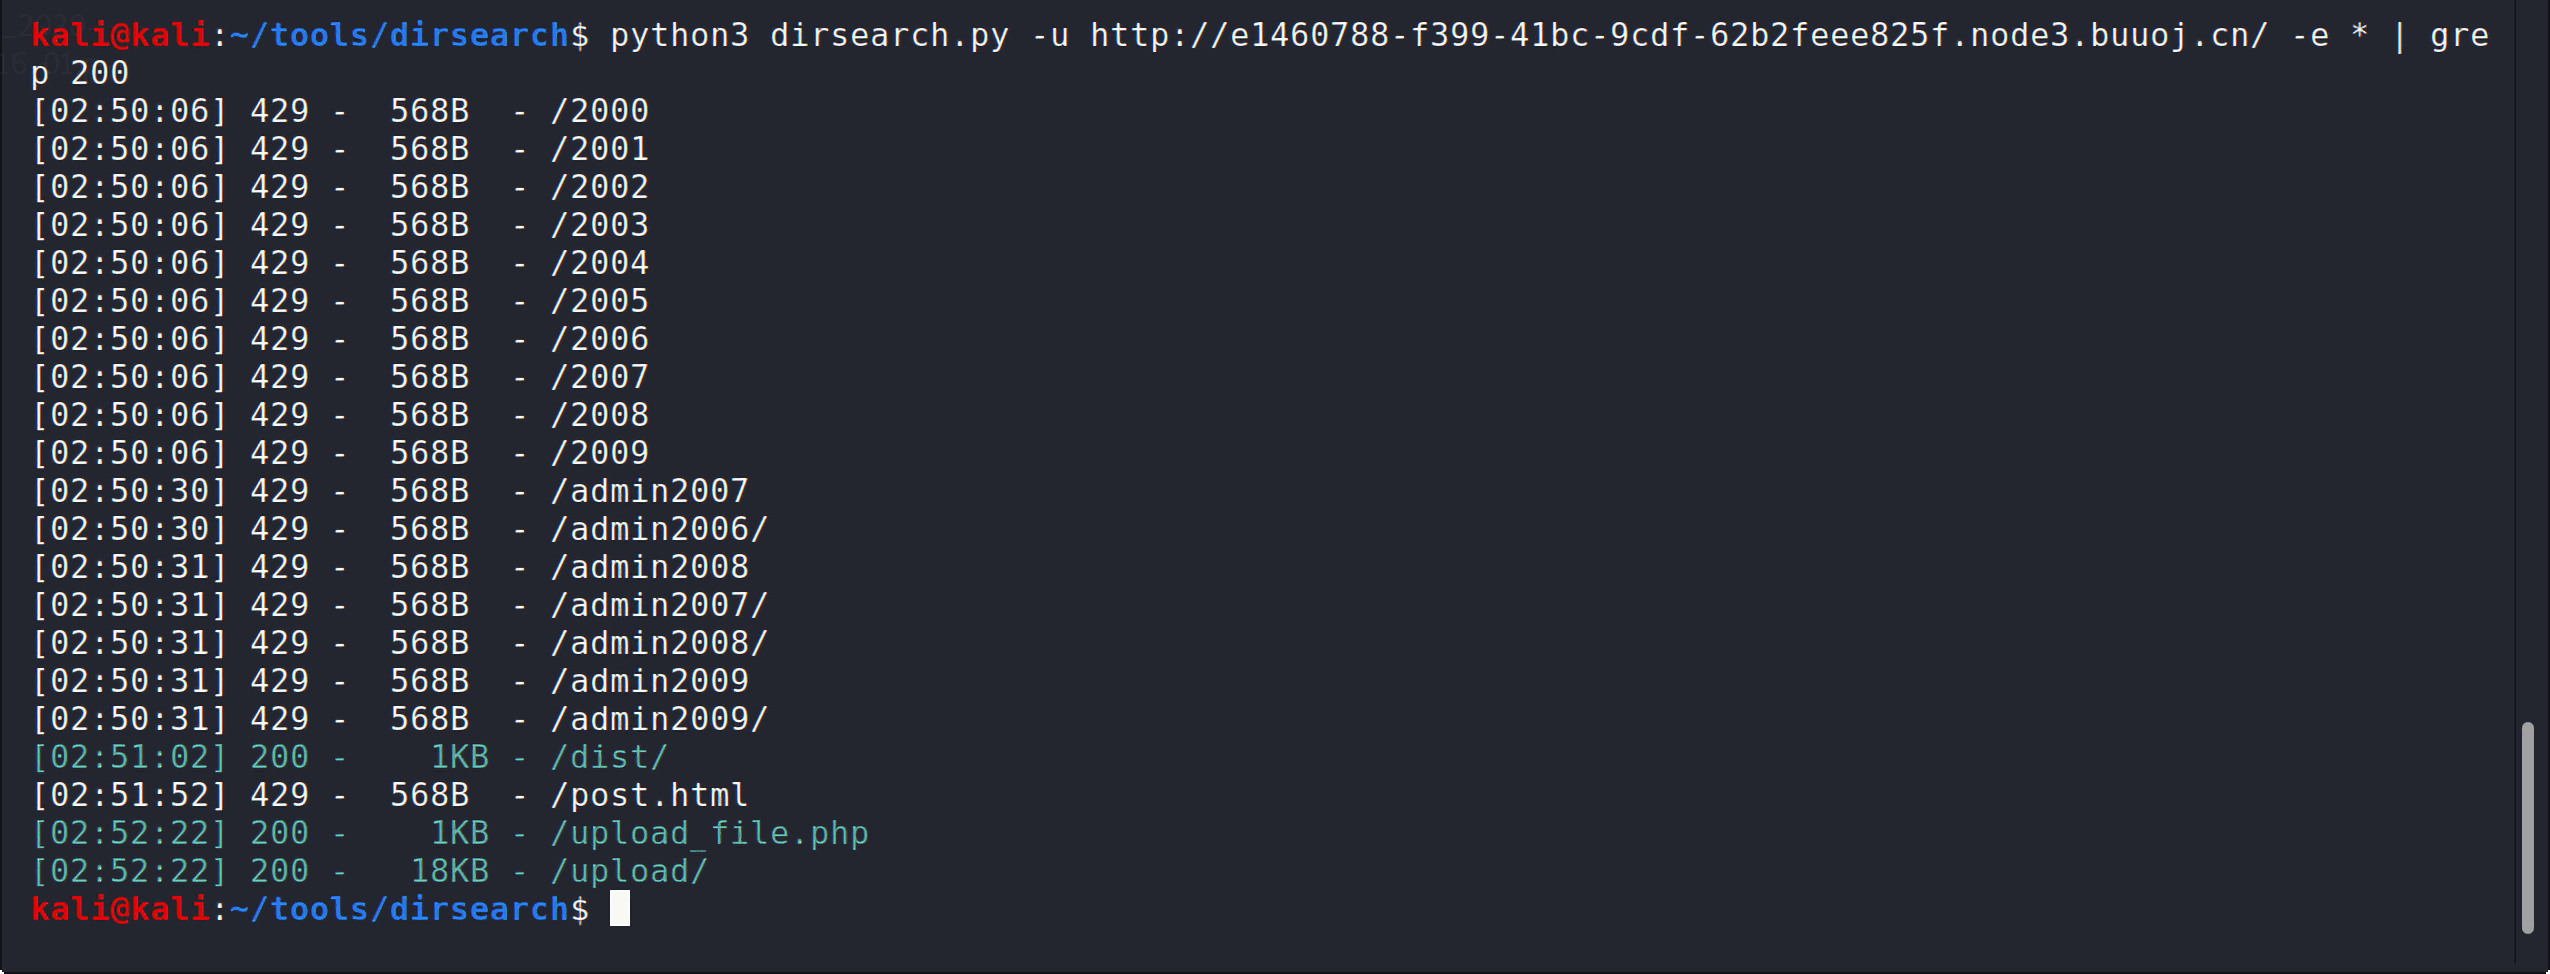 kali@kali:~/tools/dirsearch$ python3 dirsearch.py -u http://e1460788-f399-41bc-9cdf-62b2feee825f.node3.buuoj.cn/ -e * | gre
p 200
[02:50:06] 429 -  568B  - /2000
[02:50:06] 429 -  568B  - /2001
[02:50:06] 429 -  568B  - /2002
[02:50:06] 429 -  568B  - /2003
[02:50:06] 429 -  568B  - /2004
[02:50:06] 429 -  568B  - /2005
[02:50:06] 429 -  568B  - /2006
[02:50:06] 429 -  568B  - /2007
[02:50:06] 429 -  568B  - /2008
[02:50:06] 429 -  568B  - /2009
[02:50:30] 429 -  568B  - /admin2007
[02:50:30] 429 -  568B  - /admin2006/
[02:50:31] 429 -  568B  - /admin2008
[02:50:31] 429 -  568B  - /admin2007/
[02:50:31] 429 -  568B  - /admin2008/
[02:50:31] 429 -  568B  - /admin2009
[02:50:31] 429 -  568B  - /admin2009/
[02:51:02] 200 -    1KB - /dist/
[02:51:52] 429 -  568B  - /post.html
[02:52:22] 200 -    1KB - /upload_file.php
[02:52:22] 200 -   18KB - /upload/
kali@kali:~/tools/dirsearch$